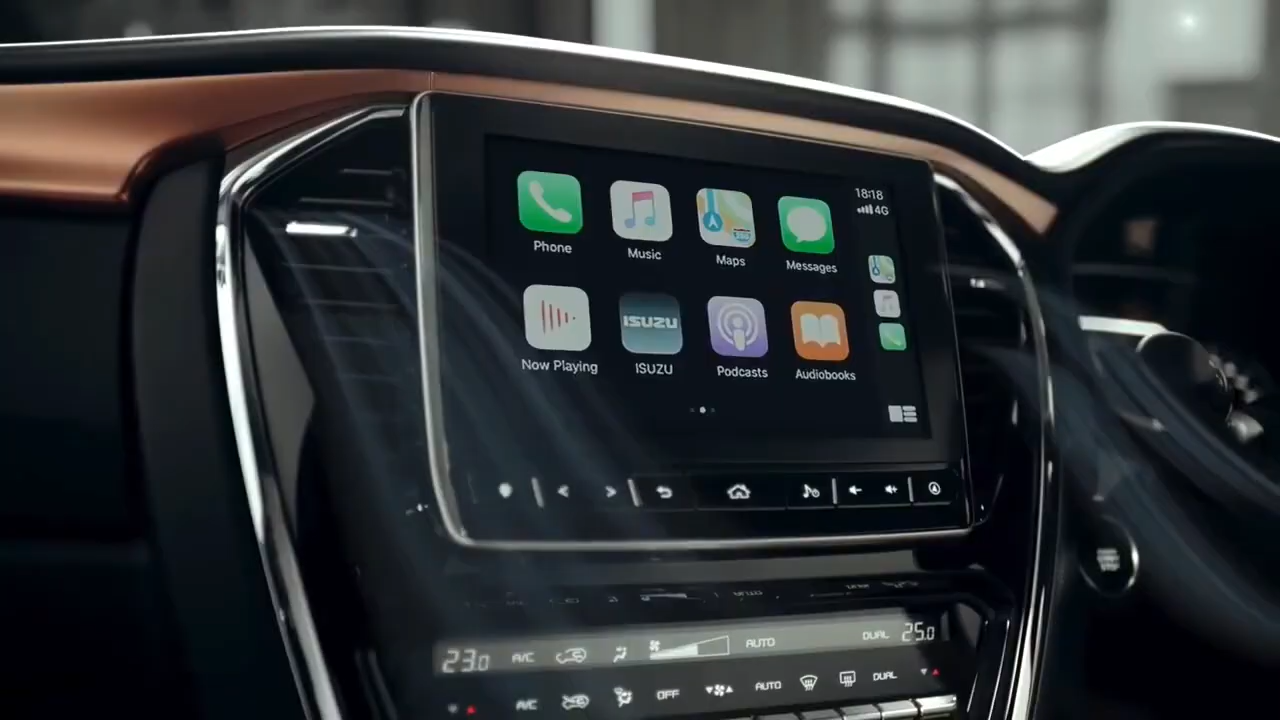 18:18
4G
Phone
Music
Maps
Messages
ISUZU
Now Playing
ISUZU
Podcasts
Audiobooks
23.0
A/C
AUTO
DUAL
25.0
A/C
OFF
AUTO
DUAL